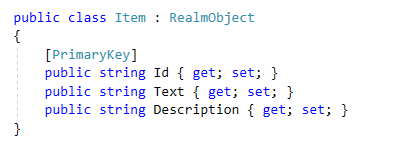 public class Item : RealmObject
{
    [PrimaryKey]
    public string Id { get; set; }
    public string Text { get; set; }
    public string Description { get; set; }
}